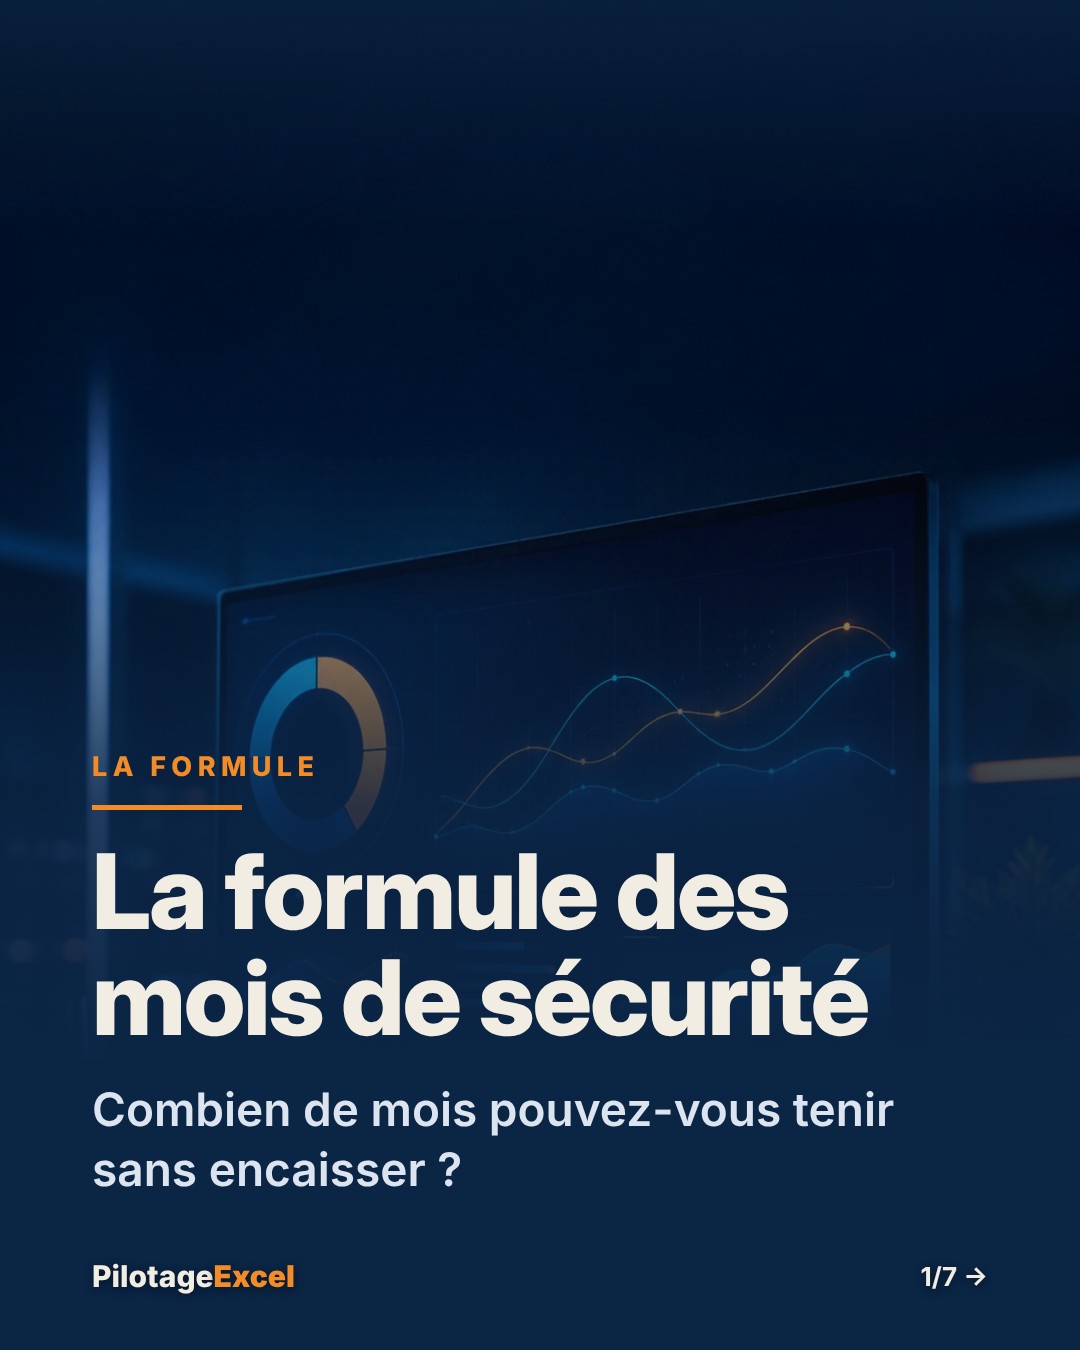 LA FORMULE
La formule des
mois de sécurité
Combien de mois pouvez-vous tenir
sans encaisser ?
PilotageExcel
1/7 →